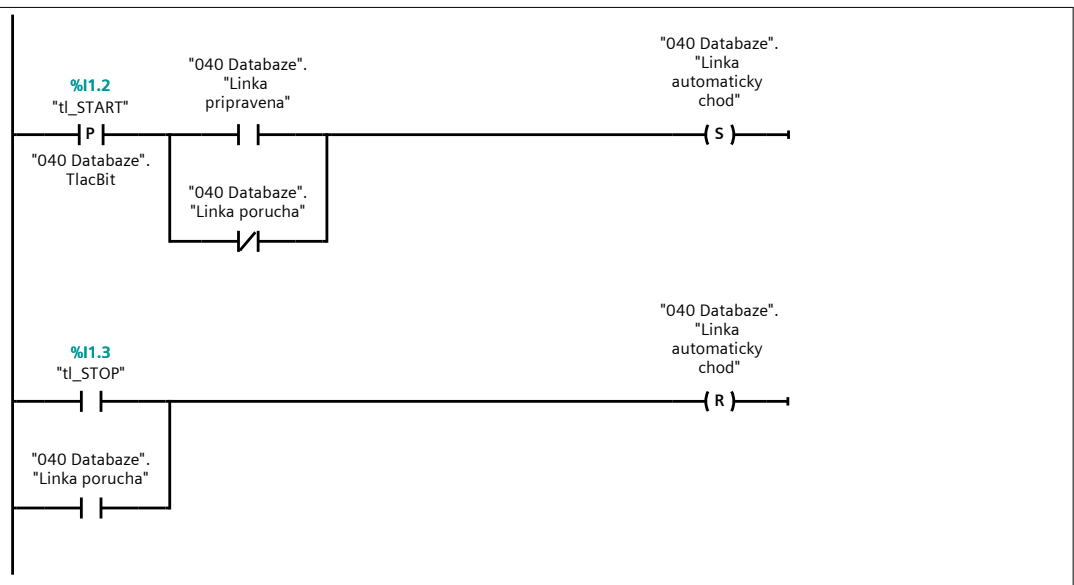 "040 Databaze".
"Linka
automaticky
chod"
"040 Databaze".
"Linka
pripravena"
%I1.2
"tl_START"
P
S
"040 Databaze".
TlacBit
"040 Databaze".
"Linka porucha"
"040 Databaze".
"Linka
automaticky
chod"
%I1.3
"tl_STOP"
R
"040 Databaze".
"Linka porucha"